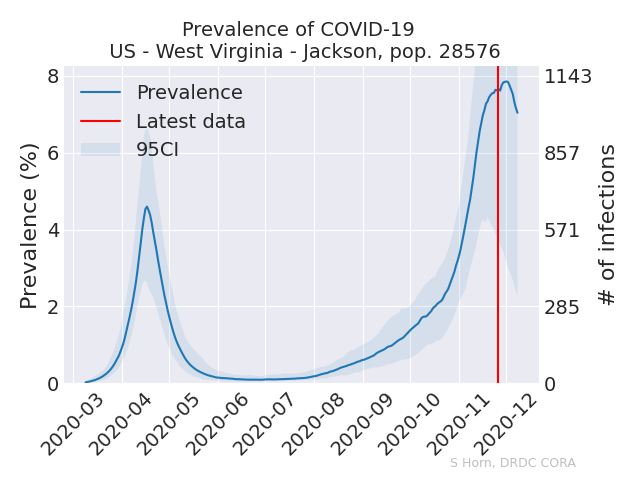 Prevalence of COVID-19
US - West Virginia - Jackson, pop. 28576
Prevalence
Latest data
95CI
Prevalence (%)
8
6
4
2
0
1143
857
571
285
0
# of infections
2020-03
2020-04
2020-05
2020-06
2020-07
2020-08
2020-09
2020-10
2020-11
2020-12
S Horn, DRDC CORA